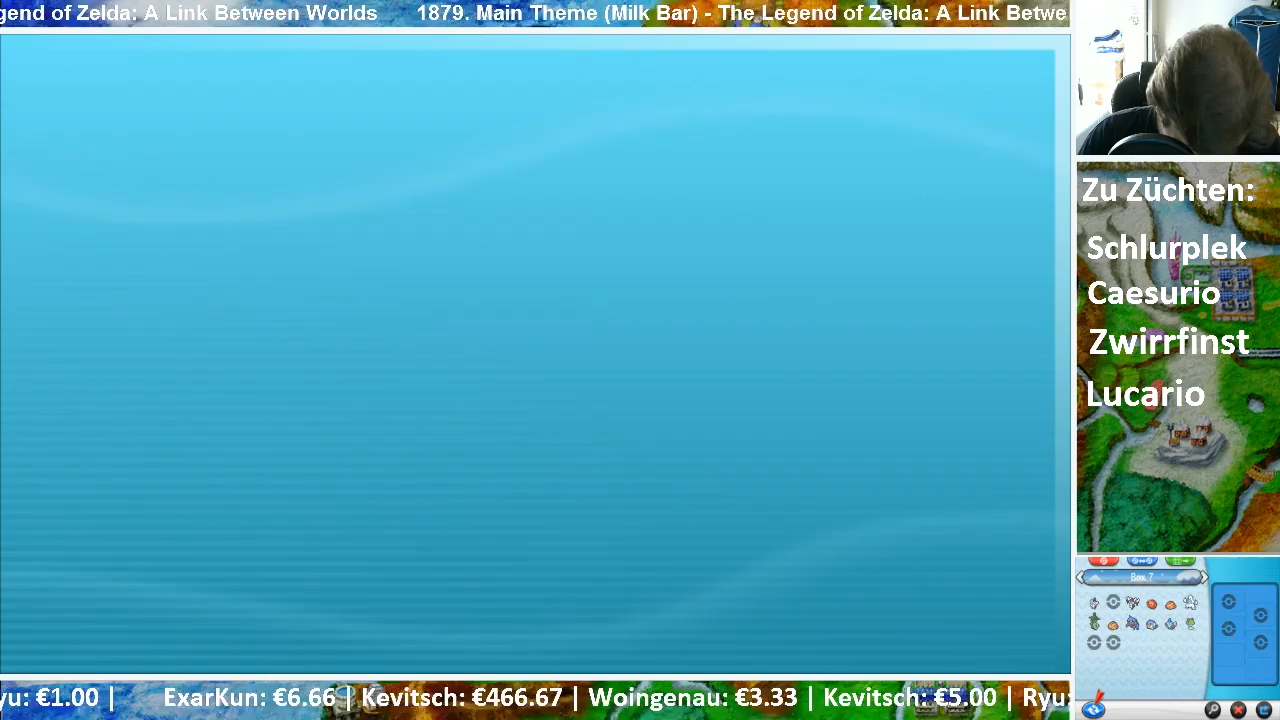 gend of Zelda: A Link Between Worlds 1879. Main Theme (Milk Bar) - The Legend of Zelda: A Link Betwe
Zu Züchten:
Schlurplek
Caesurio
Zwirrfinst
Lucario
Box 7
yu: €1.00 | ExarKun: €6.66 | Kevitsch: €466.67 | Woingenau: €3.33 | Kevitsch: €5.00 | Ryu: